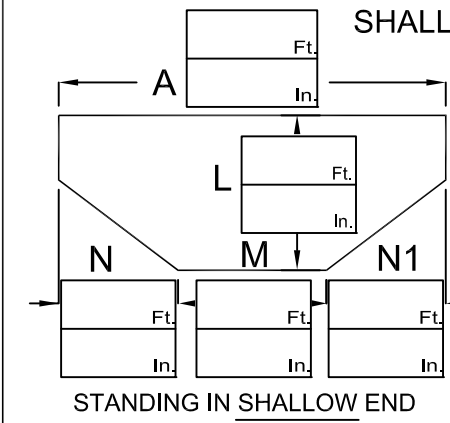 SHALL
Ft.
A
In.
L
Ft.
In.
N
M
N1
Ft.
Ft.
Ft.
In.
In.
In.
STANDING IN SHALLOW END